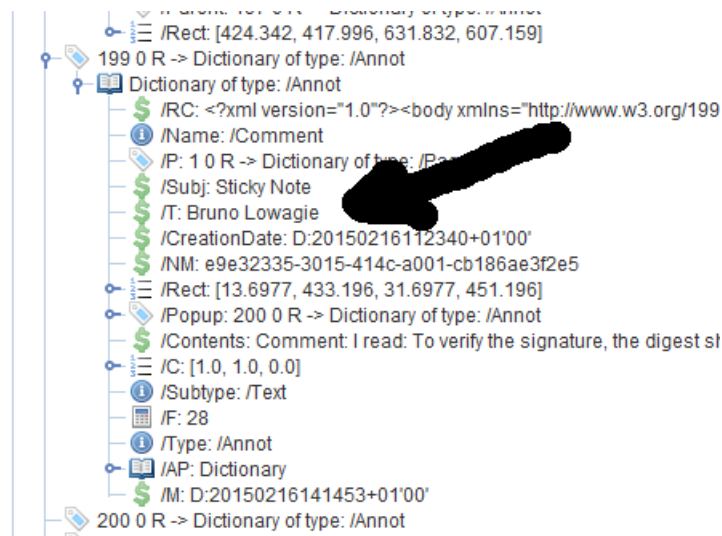 /Rect: [424.342, 417.996, 631.832, 607.159]
199 0 R -> Dictionary of type: /Annot
Dictionary of type: /Annot
/RC: <?xml version="1.0"?><body xmlns="http://www.w3.org/199
/Name: /Comment
/P: 1 0 R -> Dictionary of type: /Pa
/Subj: Sticky Note
/T: Bruno Lowagie
/CreationDate: D:20150216112340+01'00'
/NM: e9e32335-3015-414c-a001-cb186ae3f2e5
/Rect: [13.6977, 433.196, 31.6977, 451.196]
/Popup: 200 0 R -> Dictionary of type: /Annot
/Contents: Comment: I read: To verify the signature, the digest sh
/C: [1.0, 1.0, 0.0]
/Subtype: /Text
/F: 28
/Type: /Annot
/AP: Dictionary
/M: D:20150216141453+01'00'
200 0 R -> Dictionary of type: /Annot